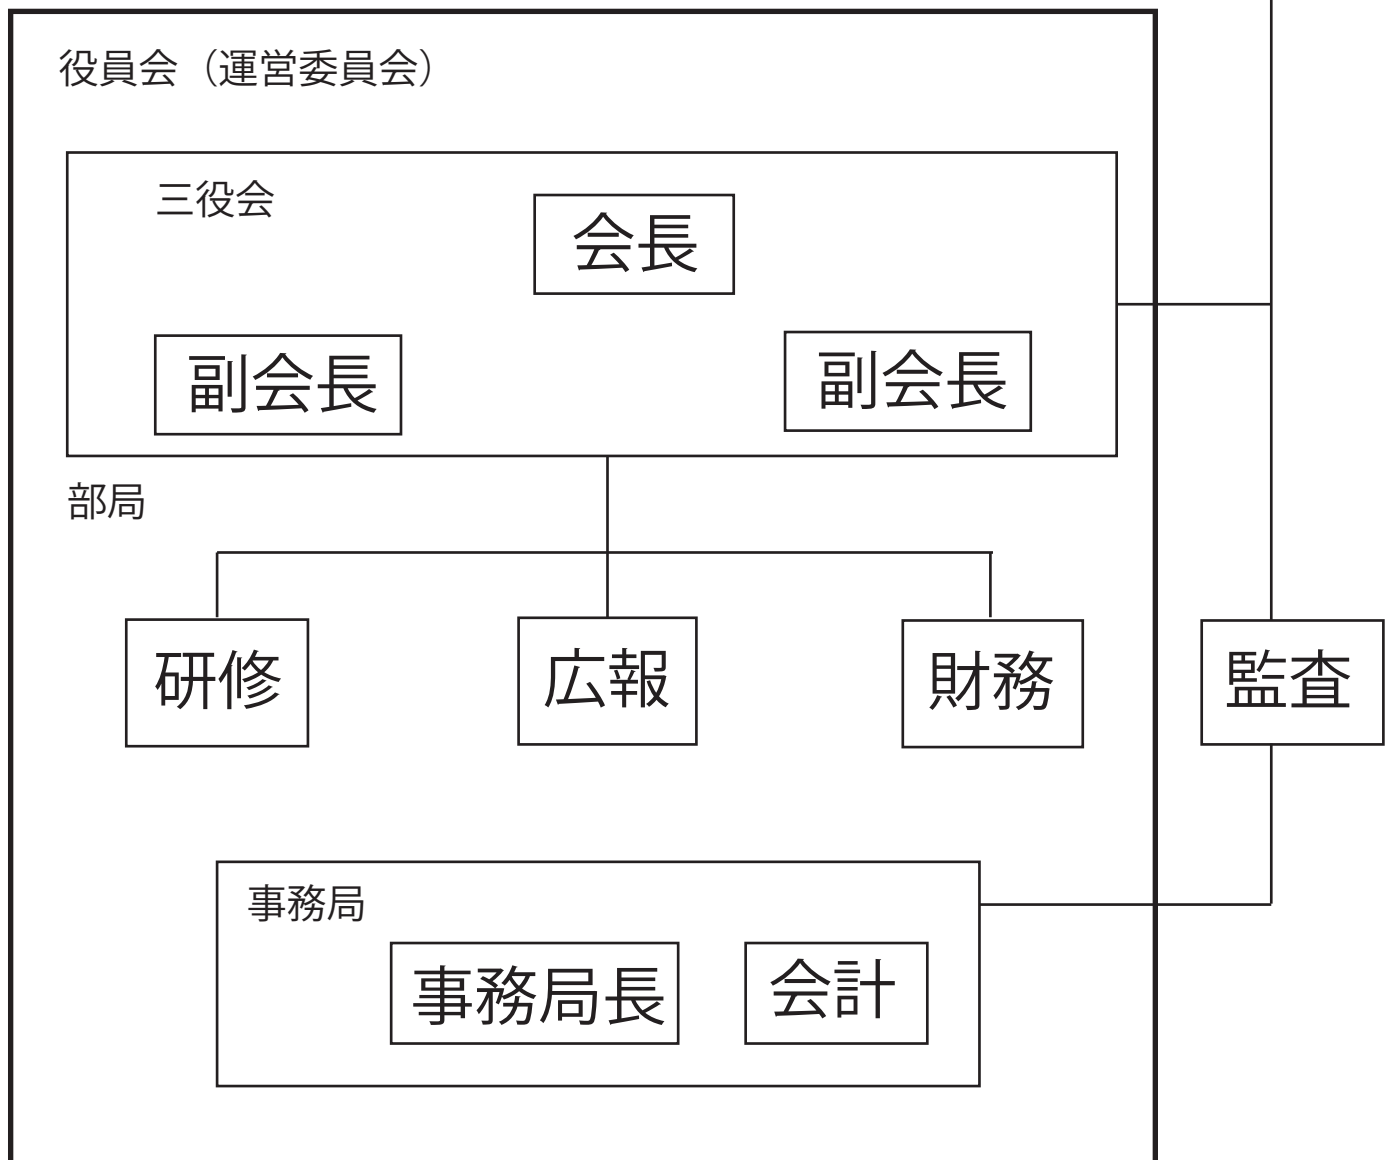 役員会（運営委員会）
三役会
会長
副会長
副会長
部局
研修
広報
財務
監査
事務局
事務局長
会計